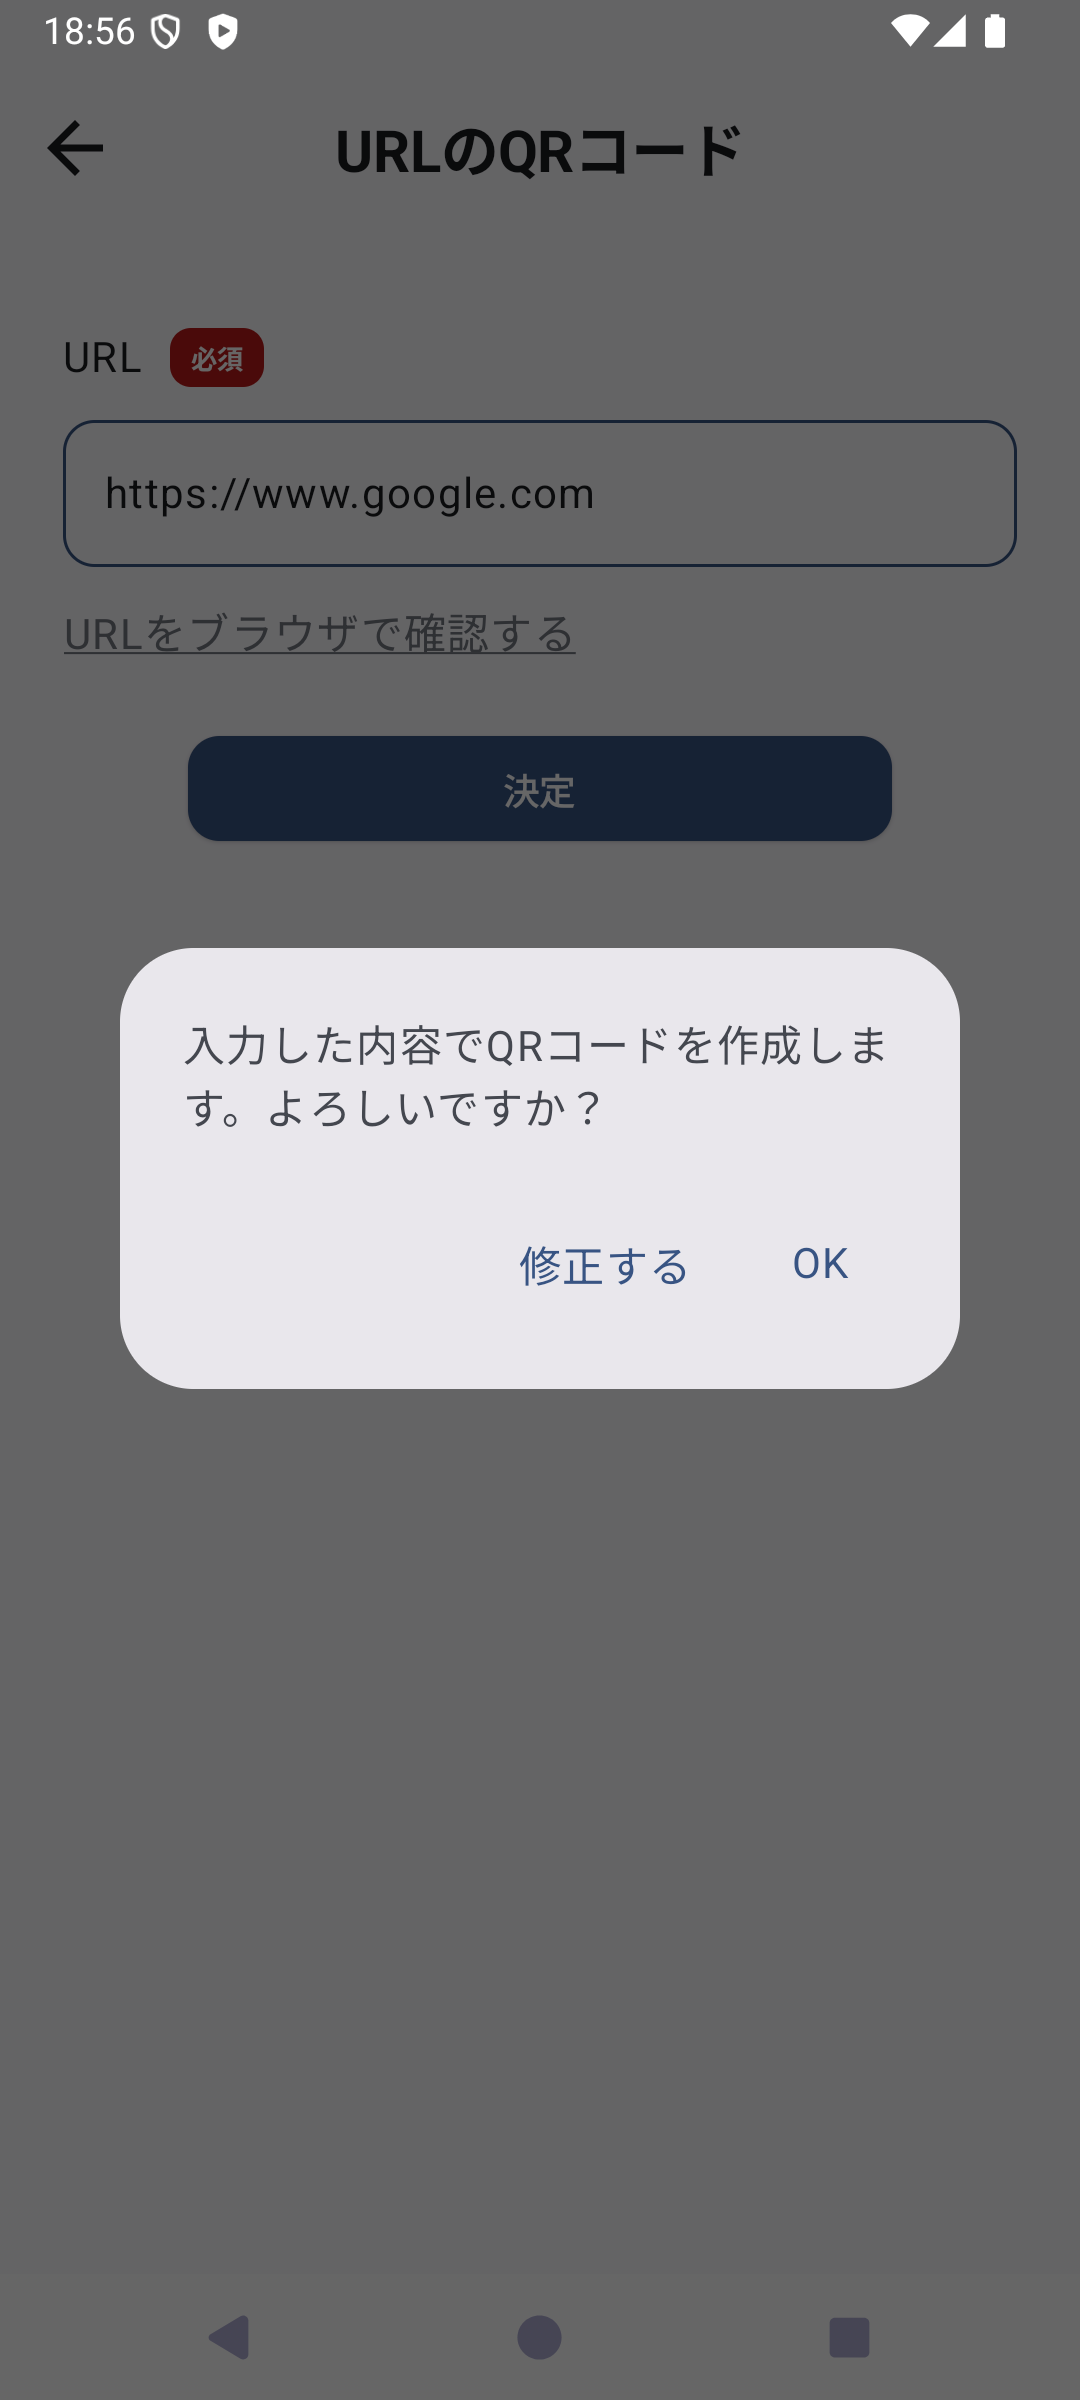 18:56
URLのQRコード
URL 必須
https://www.google.com
URLをブラウザで確認する
決定
入力した内容でQRコードを作成しま
す。よろしいですか？
修正する OK